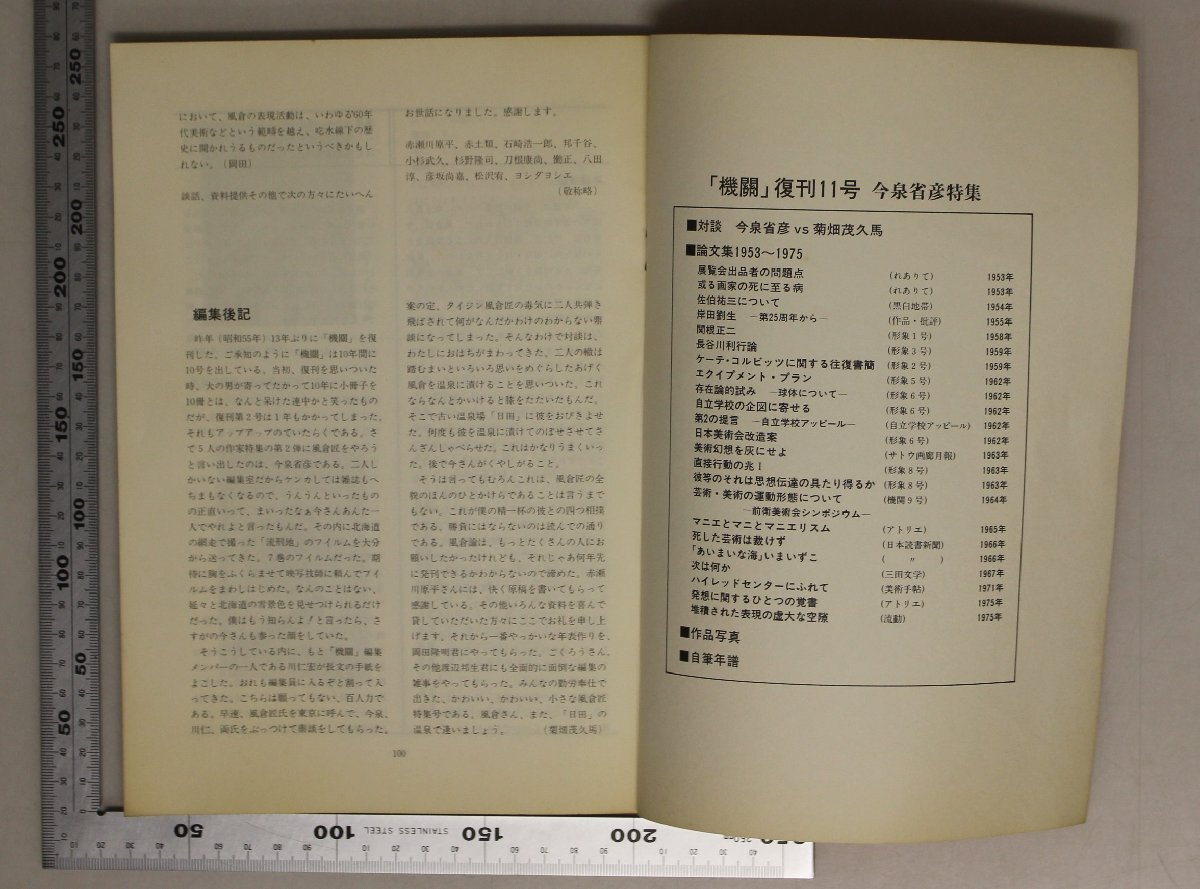 において、風倉の表現活動は、いわゆる'60年
代美術などという範疇を越え、吃水線下の歴
史に開かれうるものだったというべきかもし
れない。(岡田)
談話、資料提供その他で次の方々にたいへん
お世話になりました。感謝します。
赤瀬川原平、赤土類、石崎浩一郎、邦千谷、
小杉武久、杉野隆司、刀根康尚、働正、八田
淳、彦坂尚嘉、松沢宥、ヨシダヨシエ
(敬称略)
編集後記
昨年(昭和55年)13年ぶりに「機關」を復
刊した。ご承知のように「機關」は10年間に
10号を出している。当初、復刊を思いついた
時、大の男が寄ってたかって10年に小冊子を
10冊とは、なんと呆けた連中かと笑ったもの
だが、復刊第2号は1年もかかってしまった。
それもアップアップのていたらくである。さ
て5人の作家特集の第2弾に風倉匠をやろう
と言い出したのは、今泉省彦である。二人し
かいない編集室だからケンカしては雑誌もへ
ちまもなくなるので、うんうんといったもの
の正直いって、まいったなぁ今さんあんた一
人でやれよと言ったもんだ。その内に北海道
の網走で撮った「流刑地」のフイルムを大分
から送ってきた。7巻のフイルムだった。期
待に胸をふくらませて映写技師に頼んでフイ
ルムをまわしはじめた。なんのことはない、
延々と北海道の雪景色を見せつけられるだけ
だった。僕はもう知らんよ!と言ったら、さ
すがの今さんも参った顔をしていた。
そうこうしている内に、もと「機關」編集
メンバーの一人である川仁宏が長文の手紙を
よこした。おれも編集員に入るぞと割って入
ってきた。こちらは願ってもない、百人力で
ある。早速、風倉匠氏を東京に呼んで、今泉、
川仁、両氏をぶっつけて鼎談をしてもらった。
案の定、タイジン風倉匠の毒気に二人共弾き
飛ばされて何がなんだかわけのわからない鼎
談になってしまった。そんなわけで対談は、
わたしにおはちがまわってきた。二人の轍は
踏むまいといろいろ思いをめぐらしたあげく
風倉を温泉に漬けることを思いついた。これ
ならなんとかいけると膝をたたいたもんだ。
そこで古い温泉場「日田」に彼をおびきよせ
た。何度も彼を温泉に漬けてのぼせさせてさ
んざんしゃべらせた。これはかなりうまくいっ
た。後で今さんがくやしがること。
そうは言ってもむろんこれは、風倉匠の全
貌のほんのひとかけらであることは言うまで
もない。これが僕の精一杯の彼との四つ相撲
である。勝負にはならないのは読んでの通り
である。風倉論は、もっとたくさんの人にお
願いしたかったけれども、それじゃあ何年先
に発刊できるかわからないので諦めた。赤瀬
川原平さんには、快く原稿を書いてもらって
感謝している。その他いろんな資料を喜んで
貸していただいた方々にここでお礼を申し上
げます。それから一番やっかいな年表作りを、
岡田隆明君にやってもらった。ごくろうさん。
その他渡辺邦生君にも全面的に面倒な編集の
雑事をやってもらった。みんなの勤労奉仕で
出きた、かわいい、かわいい、小さな風倉匠
特集号である。風倉さん、また、「日田」の
温泉で逢いましょう。 (菊畑茂久馬)
100
「機關」復刊11号 今泉省彦特集
■対談 今泉省彦 vs 菊畑茂久馬
■論文集1953〜1975
展覧会出品者の問題点 (れありて) 1953年
或る画家の死に至る病 (れありて) 1953年
佐伯祐三について (黒白地帯) 1954年
岸田劉生 —第25周年から— (作品・批評) 1955年
関根正二 (形象1号) 1958年
長谷川利行論 (形象3号) 1959年
ケーテ・コルビッツに関する往復書簡 (形象2号) 1959年
エクイプメント・プラン (形象5号) 1962年
存在論的試み —球体について— (形象6号) 1962年
自立学校の企図に寄せる (形象6号) 1962年
第2の提言 —自立学校アッピール— (自立学校アッピール) 1962年
日本美術会改造案 (形象6号) 1962年
美術幻想を灰にせよ (サトウ画廊月報) 1963年
直接行動の兆Ⅰ (形象8号) 1963年
彼等のそれは思想伝達の具たり得るか (形象8号) 1963年
芸術・美術の運動形態について (機関9号) 1964年
—前衛美術会シンポジウム—
マニエとマニとマニエリスム (アトリエ) 1965年
死んだ芸術は裁けず (日本読書新聞) 1966年
「あいまいな海」いまいずこ ( 〃 ) 1966年
次は何か (三田文学) 1967年
ハイレッドセンターにふれて (美術手帖) 1971年
発想に関するひとつの覚書 (アトリエ) 1975年
堆積された表現の虚大な空隙 (流動) 1975年
■作品写真
■自筆年譜
50 100 STAINLESS STEEL 150 200 250